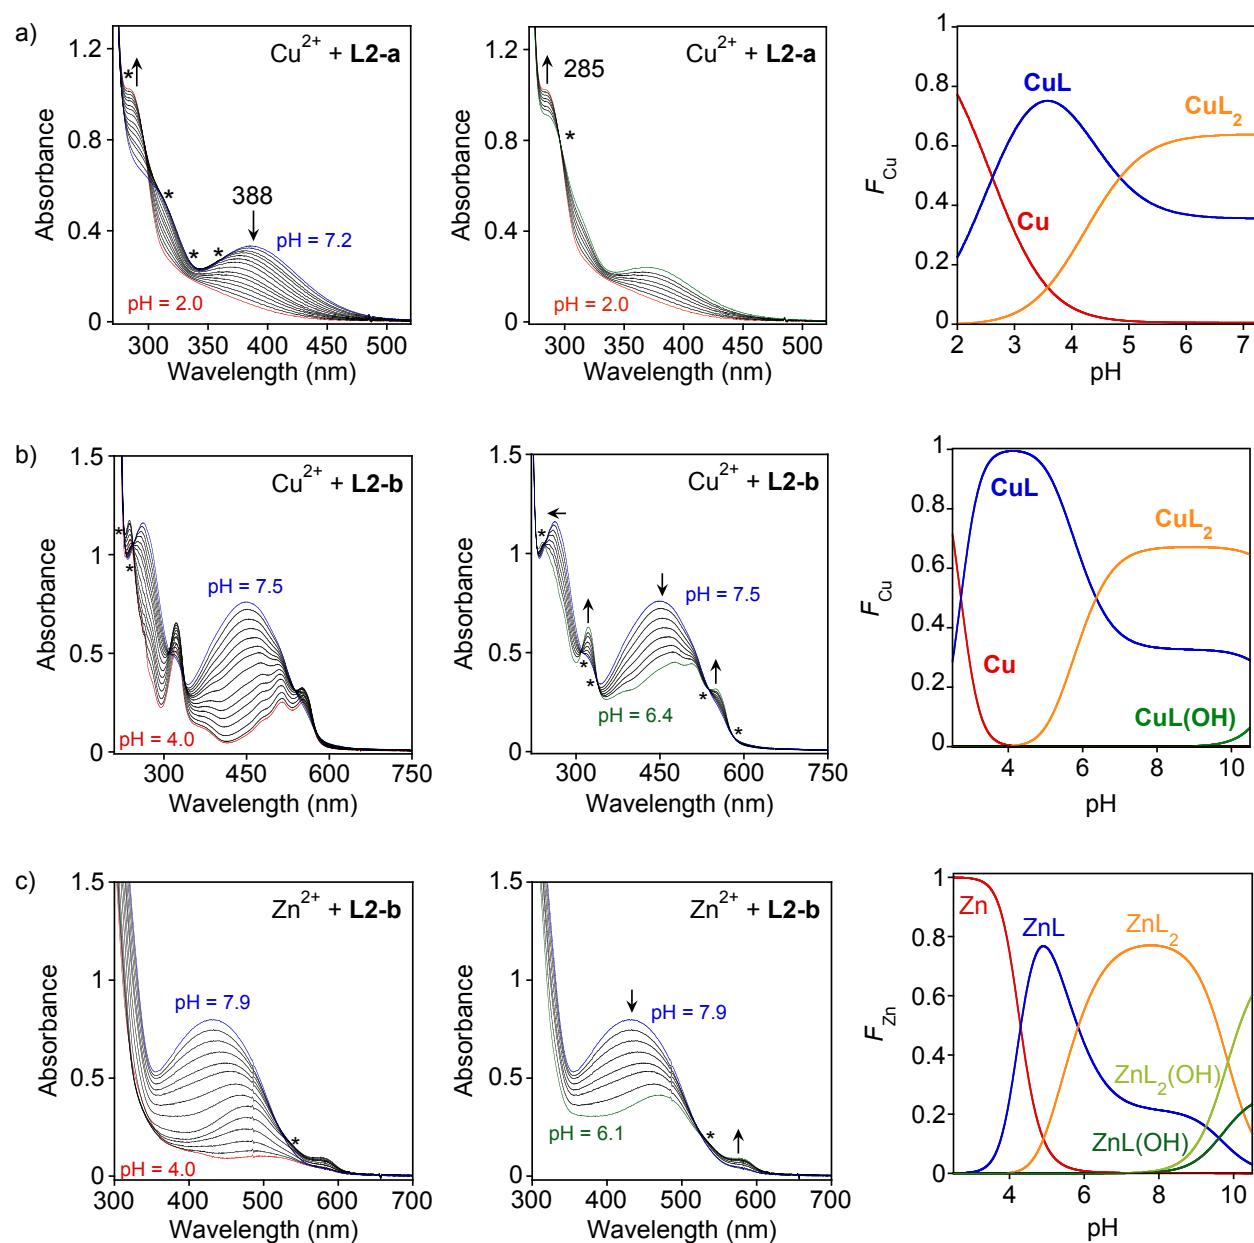 a)
Cu2+ + L2-a
388
pH = 7.2
pH = 2.0
*
*
*
*
Absorbance
1.2
0.8
0.4
0
300 350 400 450 500
Wavelength (nm)
Cu2+ + L2-a
285
*
pH = 2.0
Absorbance
1.2
0.8
0.4
0
300 350 400 450 500
Wavelength (nm)
CuL
CuL2
Cu
FCu
1
0.8
0.6
0.4
0.2
0
2 3 4 5 6 7
pH
b)
Cu2+ + L2-b
*
*
pH = 7.5
pH = 4.0
Absorbance
1.5
1
0.5
0
300 450 600 750
Wavelength (nm)
Cu2+ + L2-b
*
pH = 7.5
*
*
*
*
pH = 6.4
Absorbance
1.5
1
0.5
0
300 450 600 750
Wavelength (nm)
CuL
CuL2
Cu
CuL(OH)
FCu
1
0.8
0.6
0.4
0.2
0
4 6 8 10
pH
c)
Zn2+ + L2-b
pH = 7.9
*
pH = 4.0
Absorbance
1.5
1
0.5
0
300 400 500 600 700
Wavelength (nm)
Zn2+ + L2-b
pH = 7.9
*
pH = 6.1
Absorbance
1.5
1
0.5
0
300 400 500 600 700
Wavelength (nm)
Zn
ZnL
ZnL2
ZnL2(OH)
ZnL(OH)
FZn
1
0.8
0.6
0.4
0.2
0
4 6 8 10
pH